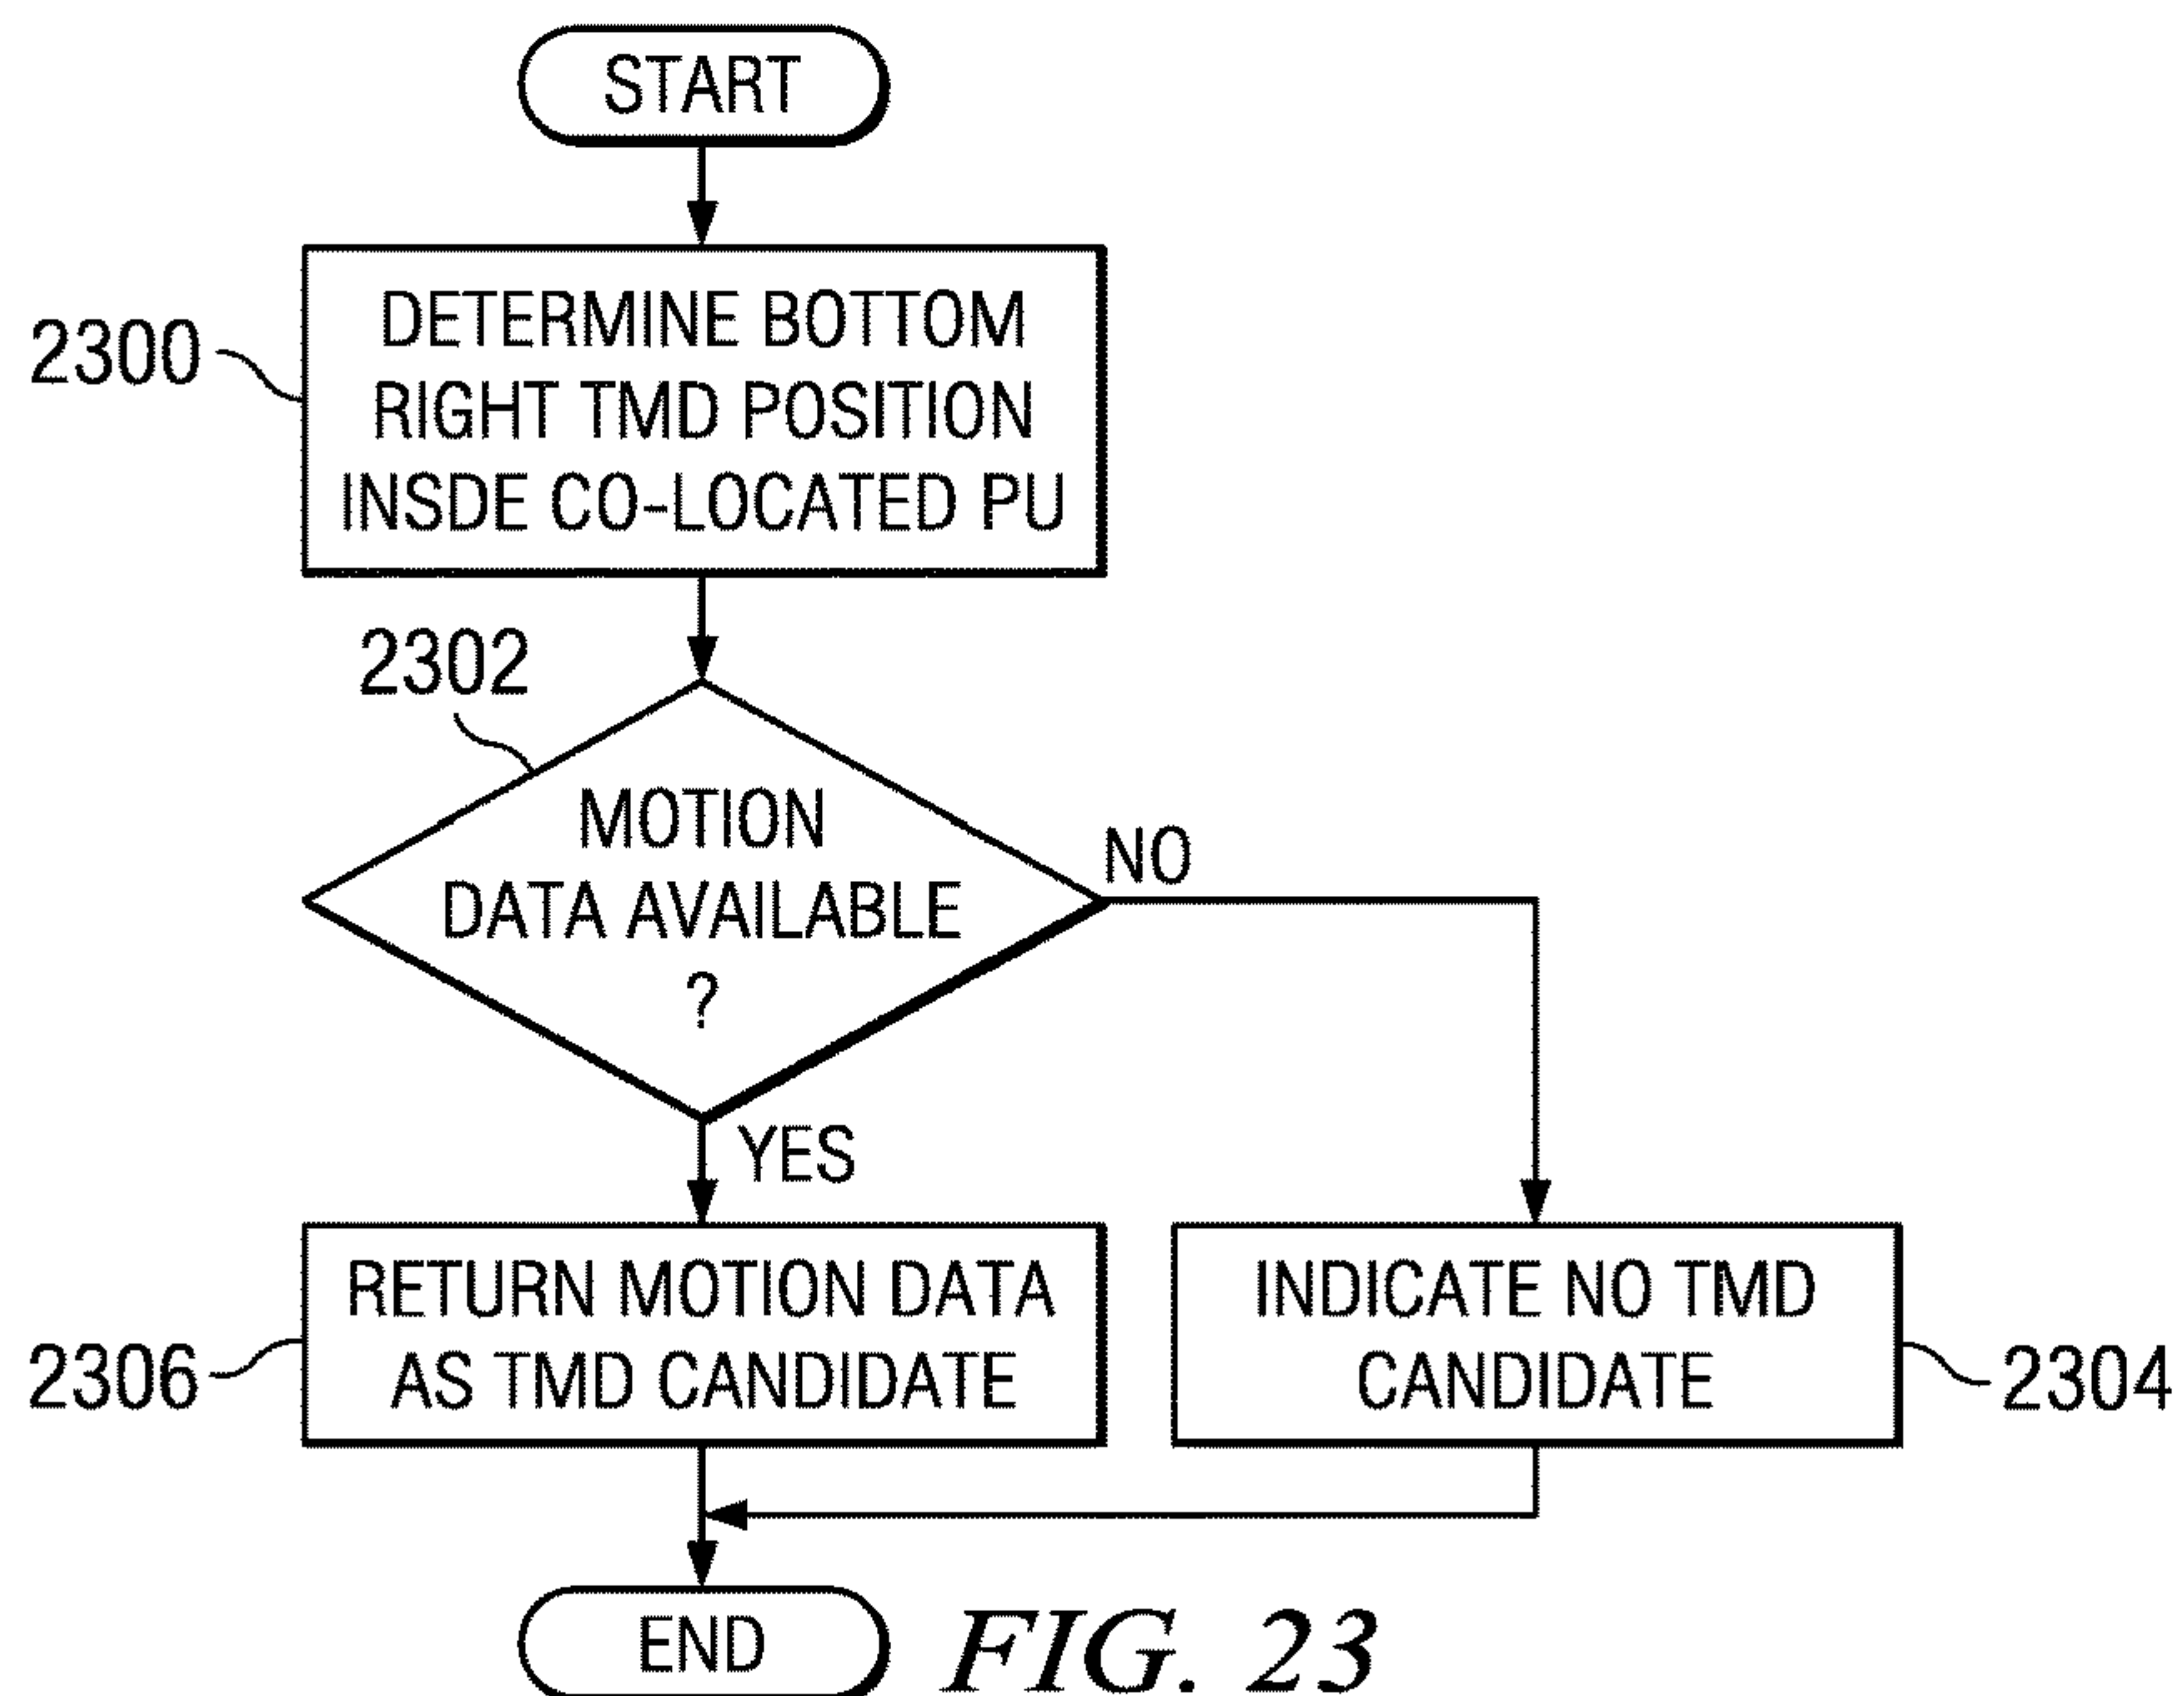 START
2300
DETERMINE BOTTOM
RIGHT TMD POSITION
INSDE CO-LOCATED PU
2302
MOTION
DATA AVAILABLE
?
NO
YES
2306
RETURN MOTION DATA
AS TMD CANDIDATE
INDICATE NO TMD
CANDIDATE
2304
END
FIG. 23